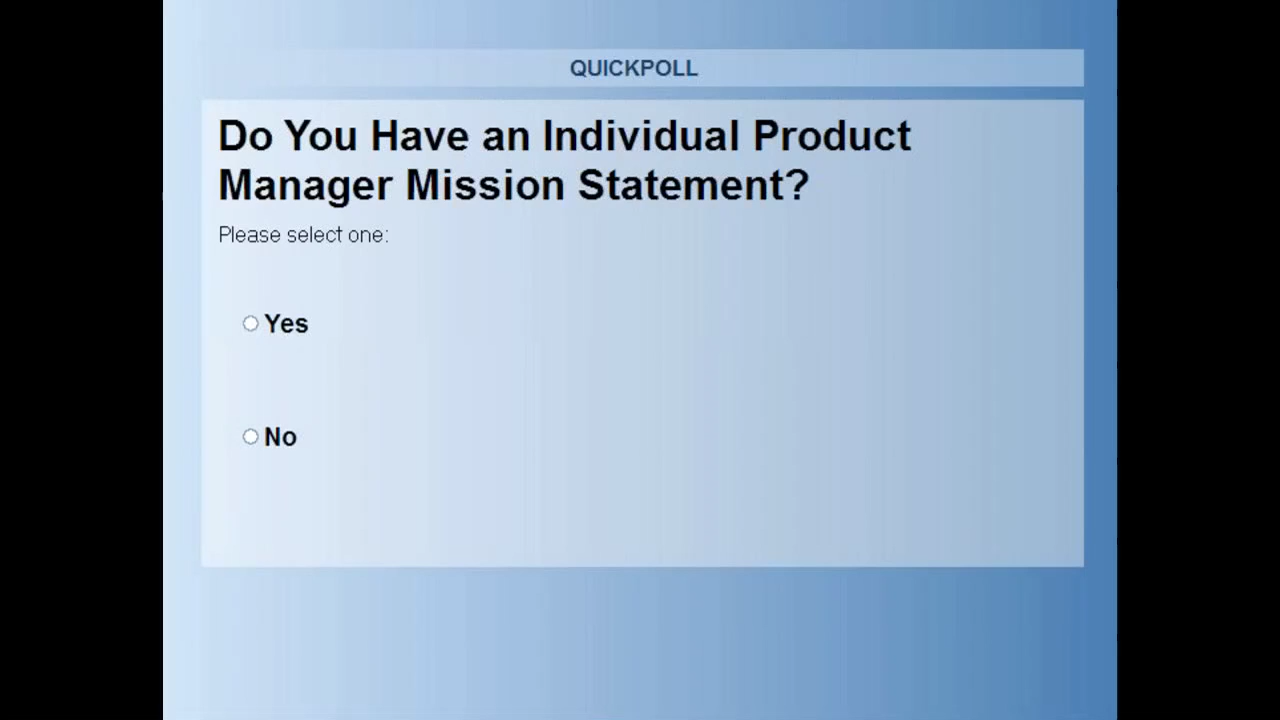 QUICKPOLL
Do You Have an Individual Product
Manager Mission Statement?
Please select one:
Yes
No